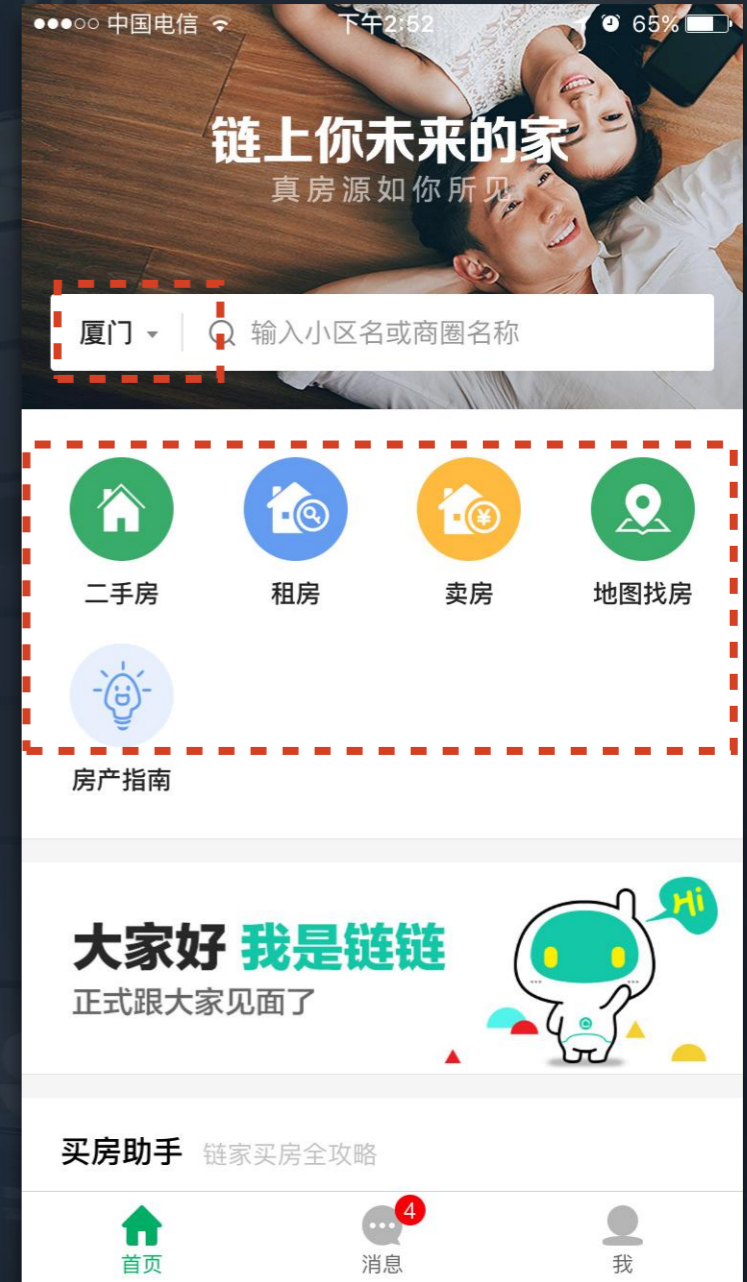 ●●●○○ 中国电信 下午2:52 65%
链上你未来的家
真房源如你所见
厦门 输入小区名或商圈名称
二手房 租房 卖房 地图找房
房产指南
Hi
大家好 我是链链
正式跟大家见面了
买房助手 链家买房全攻略
4
首页 消息 我